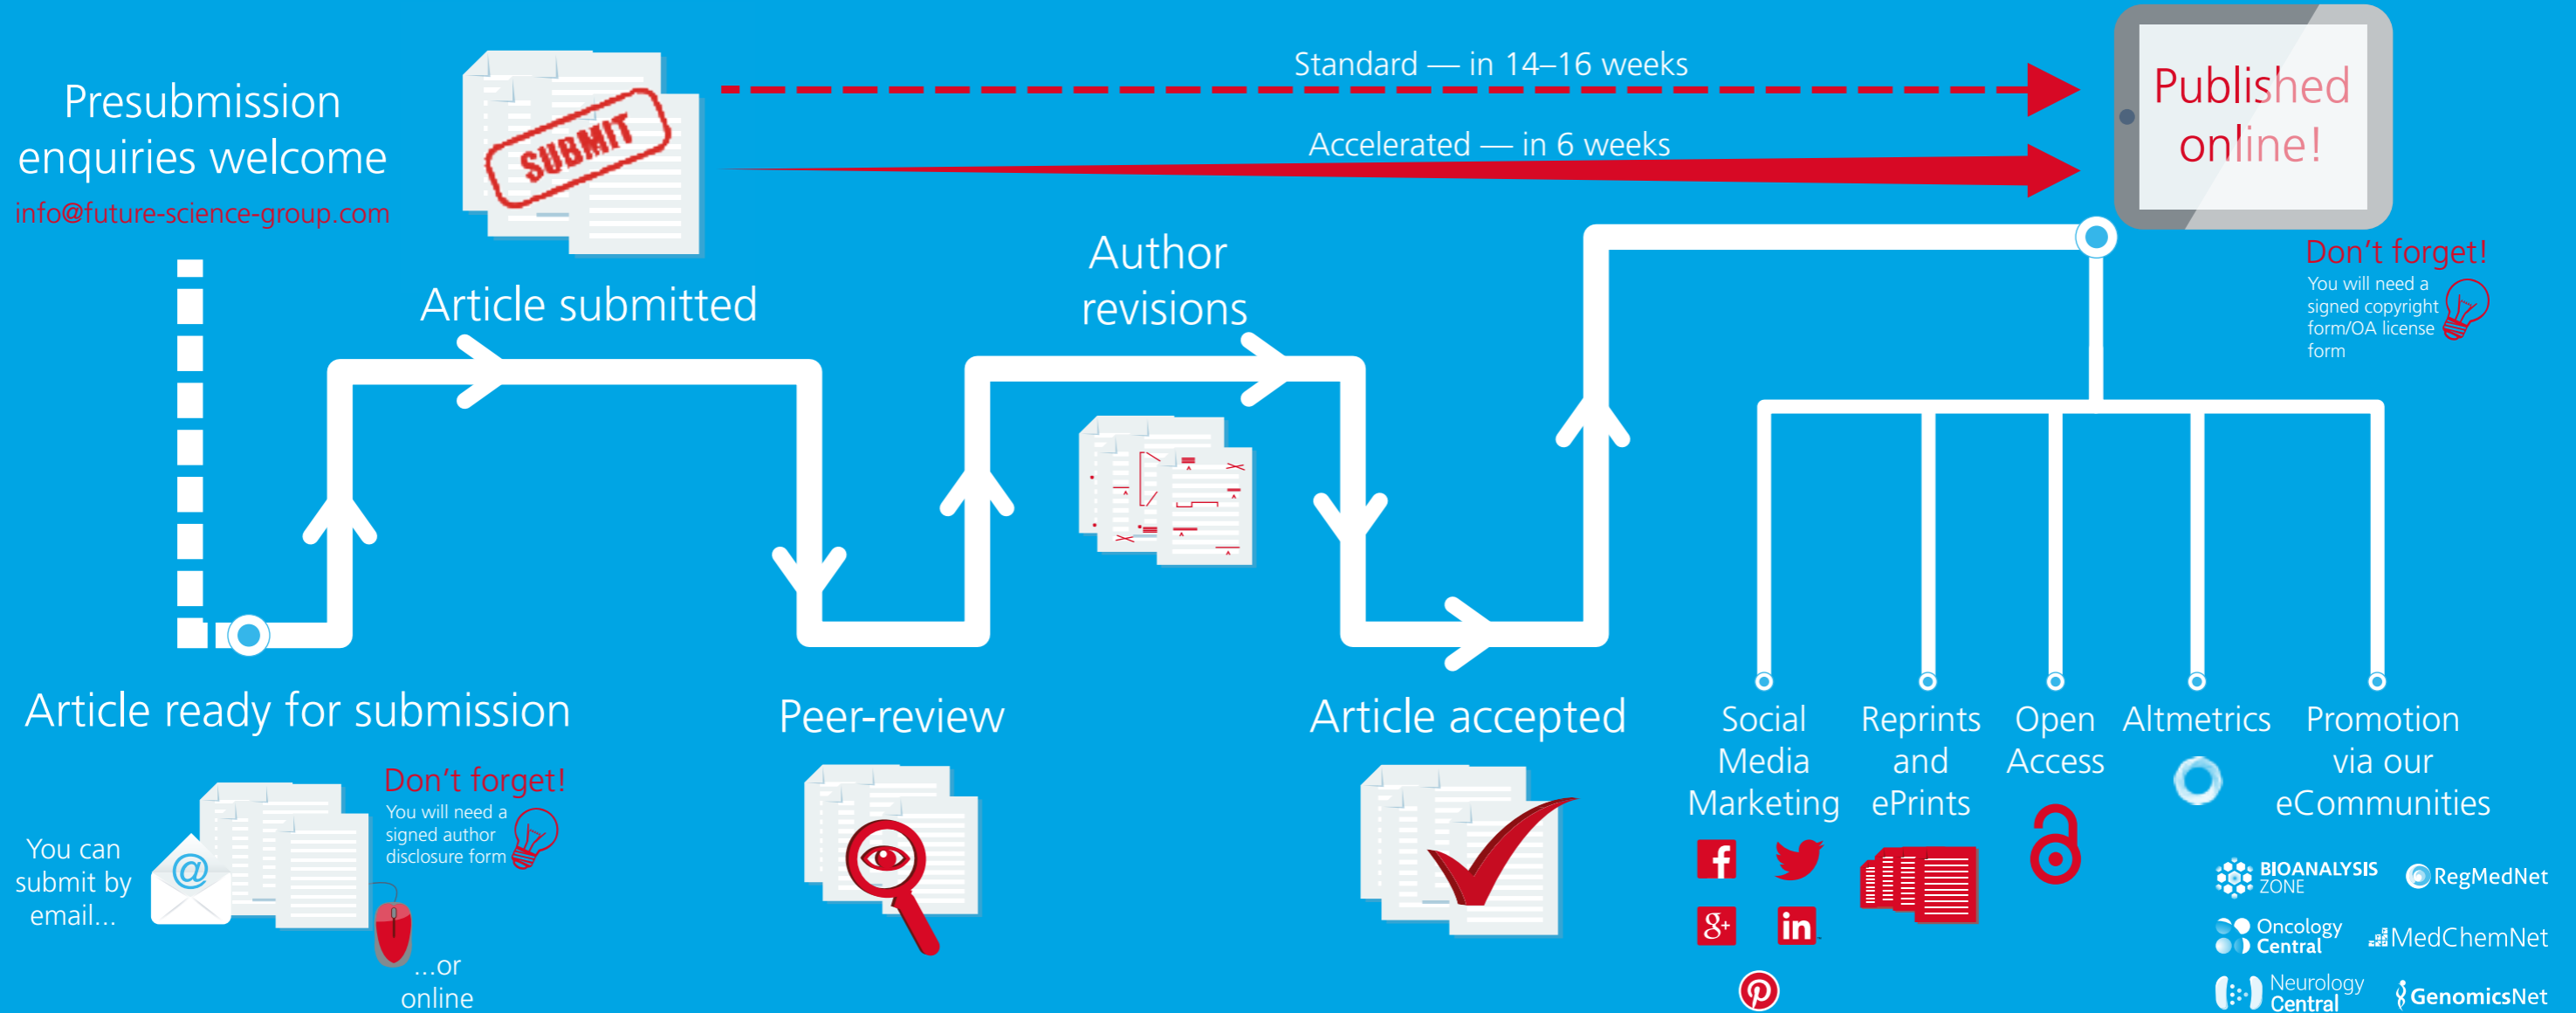 Presubmission
enquiries welcome
info@future-science-group.com
SUBMIT
Article submitted
Standard — in 14–16 weeks
Accelerated — in 6 weeks
Published
online!
Don't forget!
You will need a
signed copyright
form/OA license
form
Author
revisions
Article ready for submission
Don't forget!
You will need a
signed author
disclosure form
You can
submit by
email...
@
...or
online
Peer-review
Article accepted
Social
Media
Marketing
f
g+
in
Reprints
and
ePrints
Open
Access
Altmetrics
Promotion
via our
eCommunities
BIOANALYSIS
ZONE
RegMedNet
Oncology
Central
MedChemNet
Neurology
Central
GenomicsNet